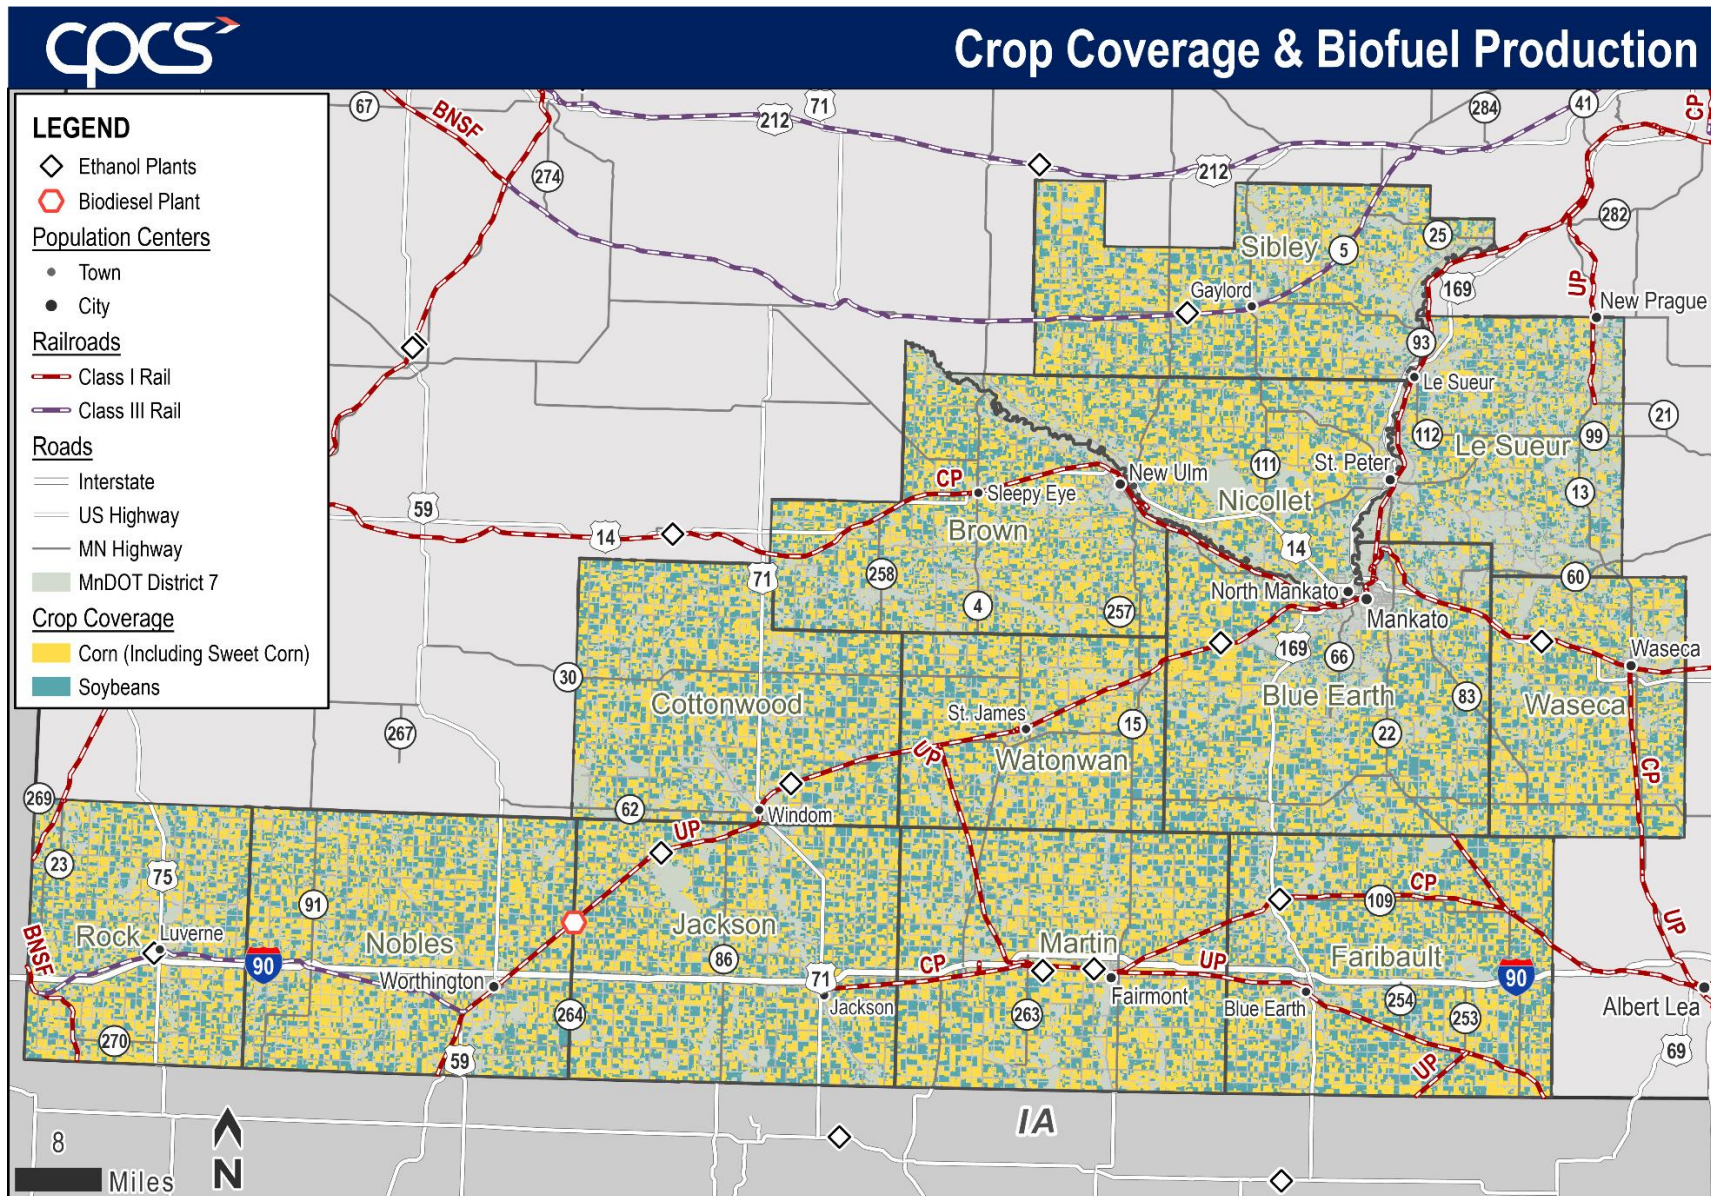 cpcs
Crop Coverage & Biofuel Production
LEGEND
Ethanol Plants
Biodiesel Plant
Population Centers
Town
City
Railroads
Class I Rail
Class III Rail
Roads
Interstate
US Highway
MN Highway
MnDOT District 7
Crop Coverage
Corn (Including Sweet Corn)
Soybeans
67
BNSF
212
71
284
41
CP
274
212
282
25
Sibley
5
169
UP
Gaylord
New Prague
93
Le Sueur
21
112
99
Le Sueur
CP
New Ulm
111
St. Peter
Sleepy Eye
Nicollet
13
59
14
Brown
14
71
258
60
4
257
North Mankato
Mankato
169
66
Waseca
30
Cottonwood
Blue Earth
83
Waseca
St. James
15
22
267
UP
Watonwan
CP
269
62
Windom
UP
23
75
91
CP
109
BNSF
Rock
Luverne
Nobles
Jackson
Martin
UP
90
86
CP
UP
Faribault
90
Worthington
71
Fairmont
254
Jackson
Blue Earth
Albert Lea
264
263
253
270
59
UP
69
IA
8
Miles
N